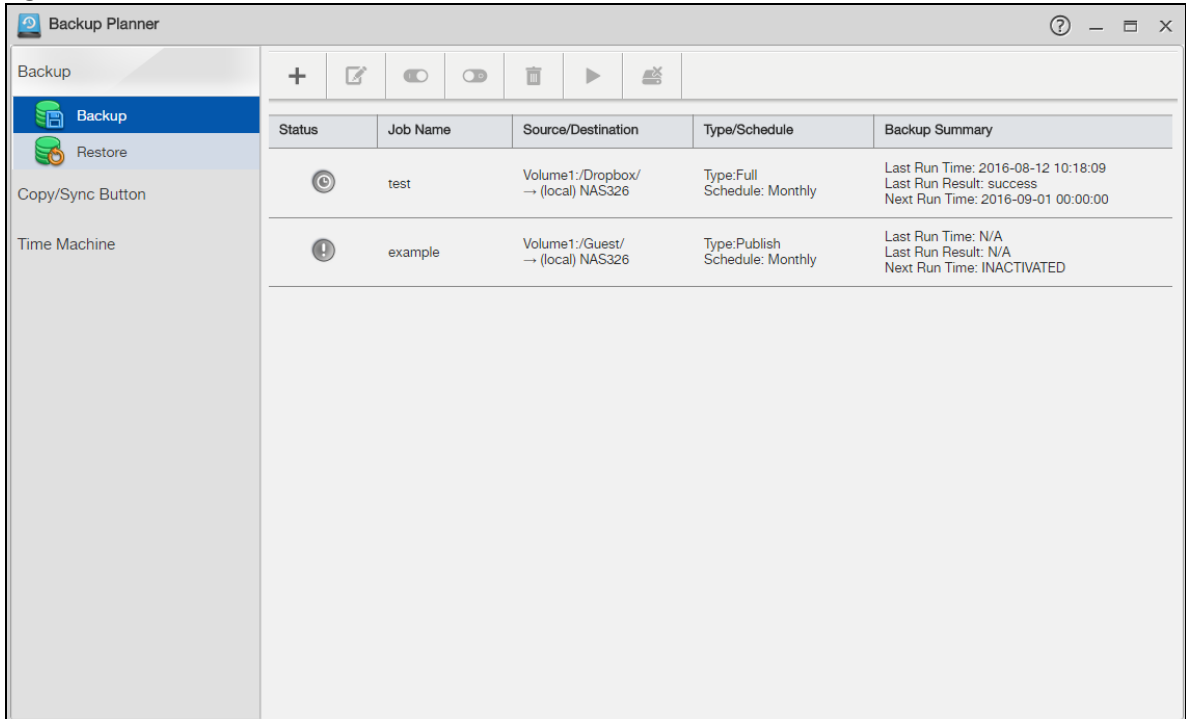 Backup Planner
Backup
Backup
Restore
Copy/Sync Button
Time Machine
Status Job Name Source/Destination Type/Schedule Backup Summary
test
Volume1:/Dropbox/
→ (local) NAS326
Type:Full
Schedule: Monthly
Last Run Time: 2016-08-12 10:18:09
Last Run Result: success
Next Run Time: 2016-09-01 00:00:00
example
Volume1:/Guest/
→ (local) NAS326
Type:Publish
Schedule: Monthly
Last Run Time: N/A
Last Run Result: N/A
Next Run Time: INACTIVATED